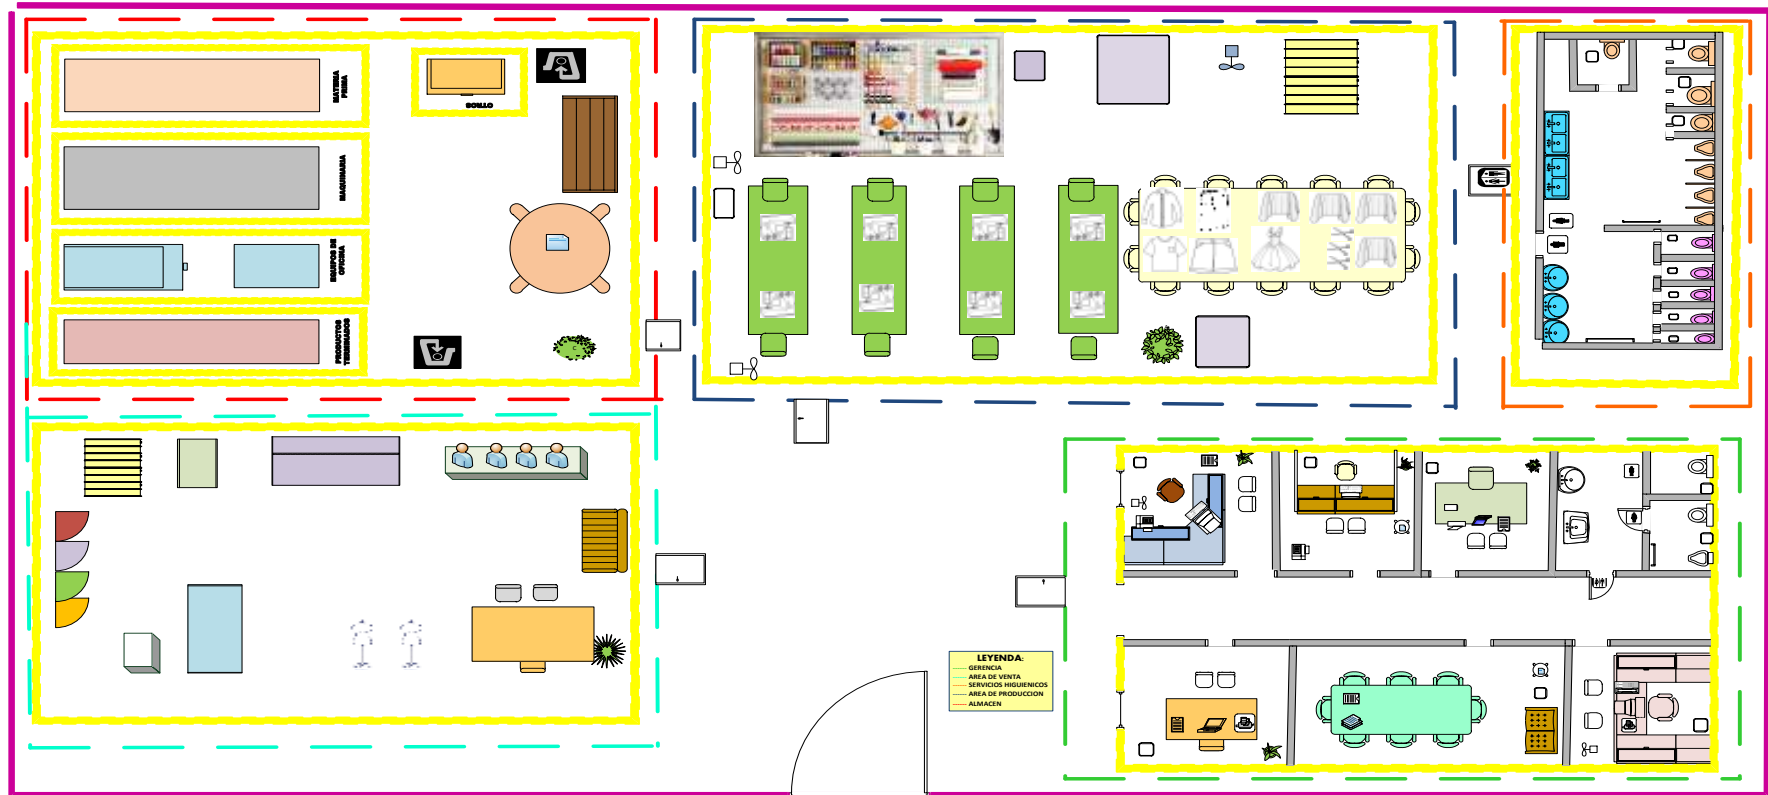 MATERIA
PRIMA
MAQUINARIA
EQUIPOS DE
OFICINA
PRODUCTOS
TERMINADOS
LEYENDA:
GERENCIA
AREA DE VENTA
SERVICIOS HIGUIENICOS
AREA DE PRODUCCION
ALMACEN